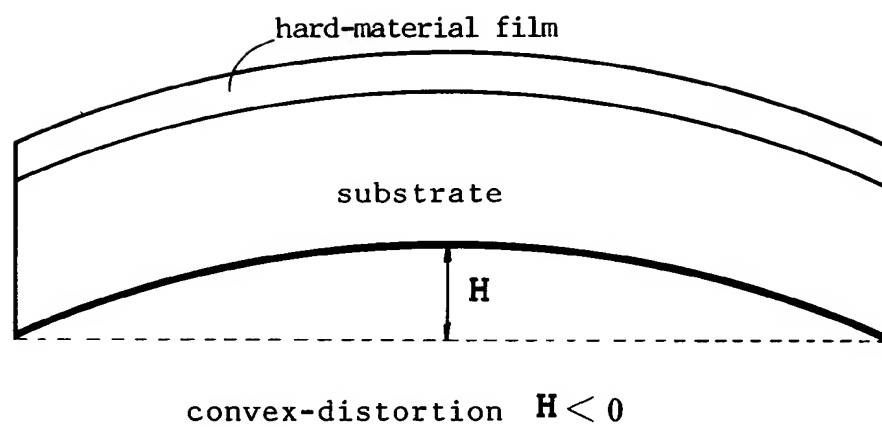 hard-material film
substrate
H
convex-distortion H < 0